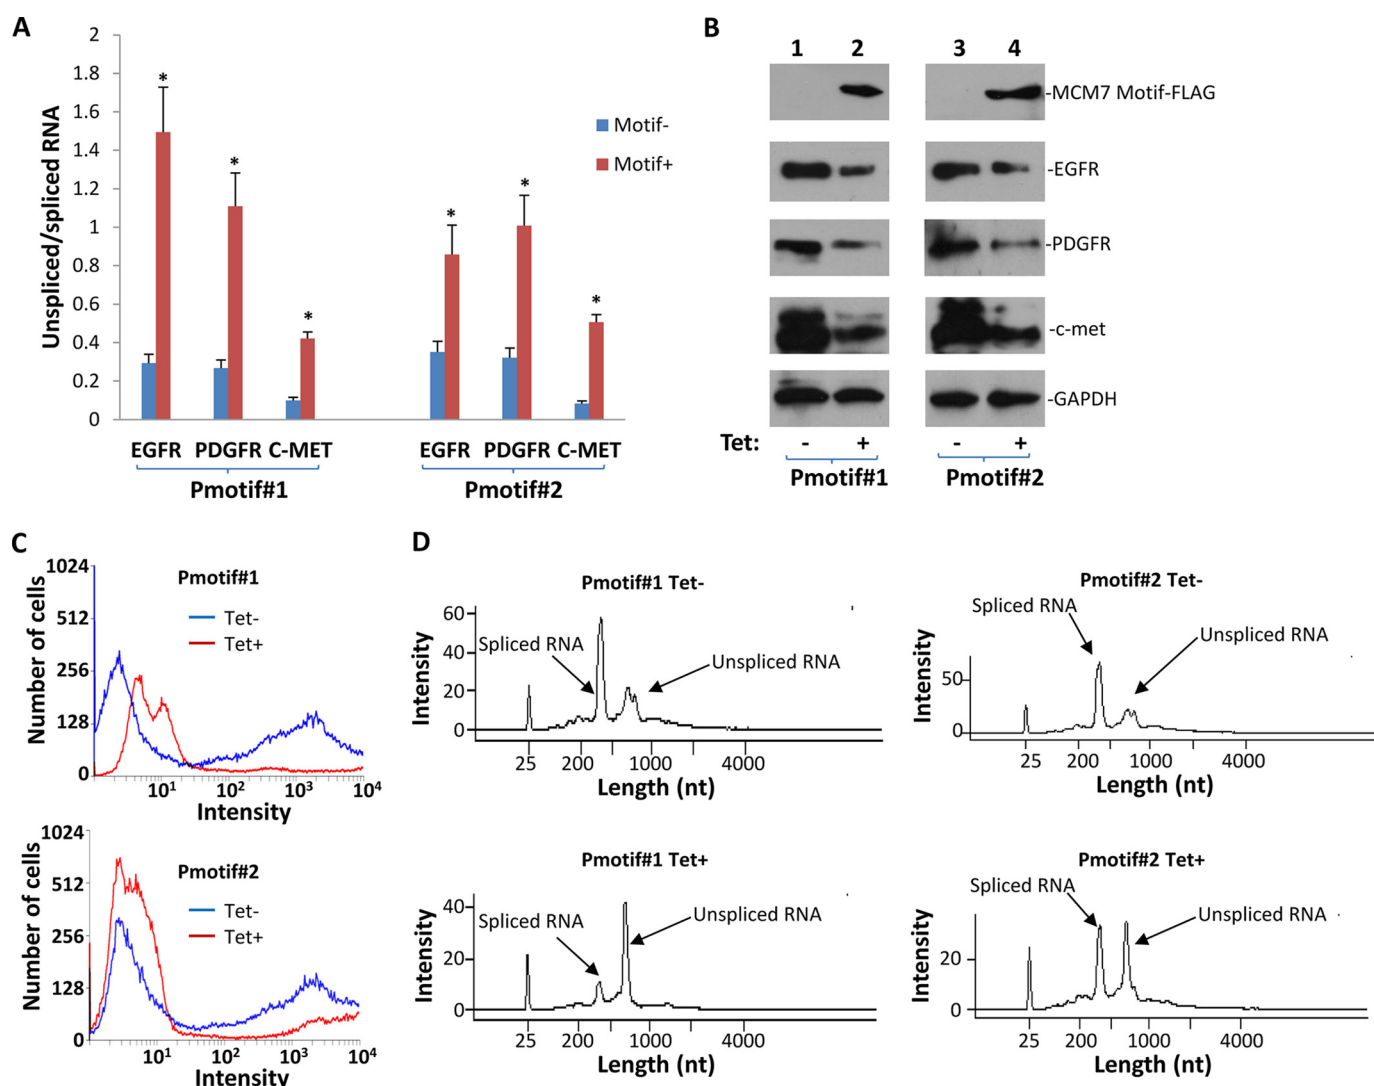 A
2
1.8
1.6
1.4
1.2
1
0.8
0.6
0.4
0.2
0
Unspliced/spliced RNA
* * * * * *
Motif-
Motif+
EGFR PDGFR C-MET
EGFR PDGFR C-MET
Pmotif#1
Pmotif#2
B
1 2 3 4
-MCM7 Motif-FLAG
-EGFR
-PDGFR
-c-met
-GAPDH
Tet: - + - +
Pmotif#1 Pmotif#2
C
1024
512
256
128
0
Number of cells
Pmotif#1
Tet-
Tet+
10¹ 10² 10³ 10⁴
Intensity
1024
512
256
128
0
Number of cells
Pmotif#2
Tet-
Tet+
10¹ 10² 10³ 10⁴
Intensity
D
Pmotif#1 Tet-
60
40
20
0
Intensity
Spliced RNA
Unspliced RNA
25 200 1000 4000
Length (nt)
Pmotif#2 Tet-
Spliced RNA
Unspliced RNA
50
0
Intensity
25 200 1000 4000
Length (nt)
Pmotif#1 Tet+
40
20
0
Intensity
Spliced RNA
Unspliced RNA
25 200 1000 4000
Length (nt)
Pmotif#2 Tet+
Spliced RNA
Unspliced RNA
20
0
Intensity
25 200 1000 4000
Length (nt)